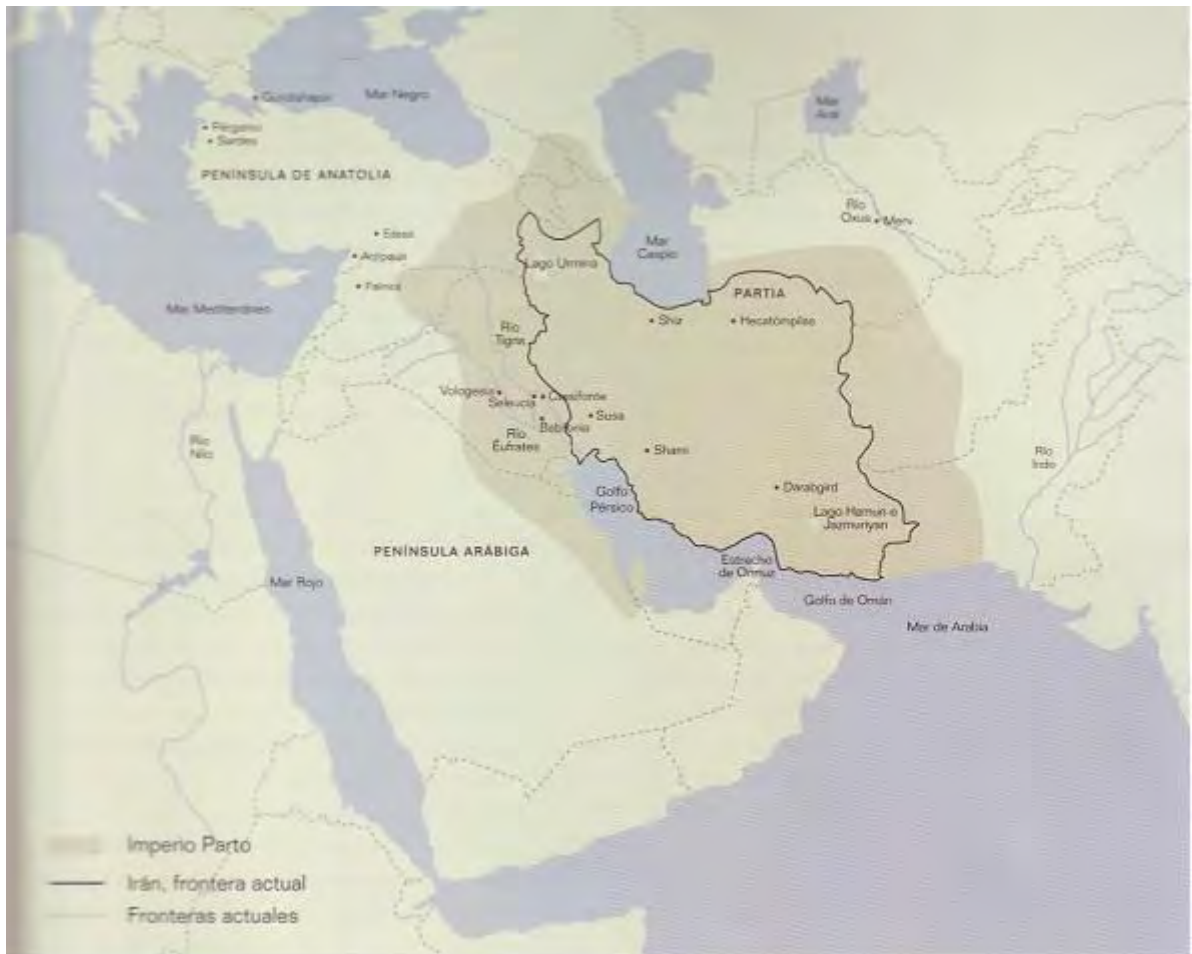 Mar Negro
Mar
Aral
Pérgamo
Sardes
PENÍNSULA DE ANATOLIA
Río
Oxus
Merv
Edesa
Mar
Caspio
Lago Urmina
Palmira
PARTIA
Mar Mediterráneo
Shiz
Hecatómpilas
Río
Tigris
Vologesia
Seleucia
Ctesifonte
Susa
Babilonia
Río
Éufrates
Río
Nilo
Shami
Río
Indo
Golfo
Pérsico
Darabgird
Lago Hamun-e
Jazmuriyan
PENÍNSULA ARÁBIGA
Estrecho
de Ormuz
Mar Rojo
Golfo de Omán
Mar de Arabia
Imperio Parto
Irán, frontera actual
Fronteras actuales